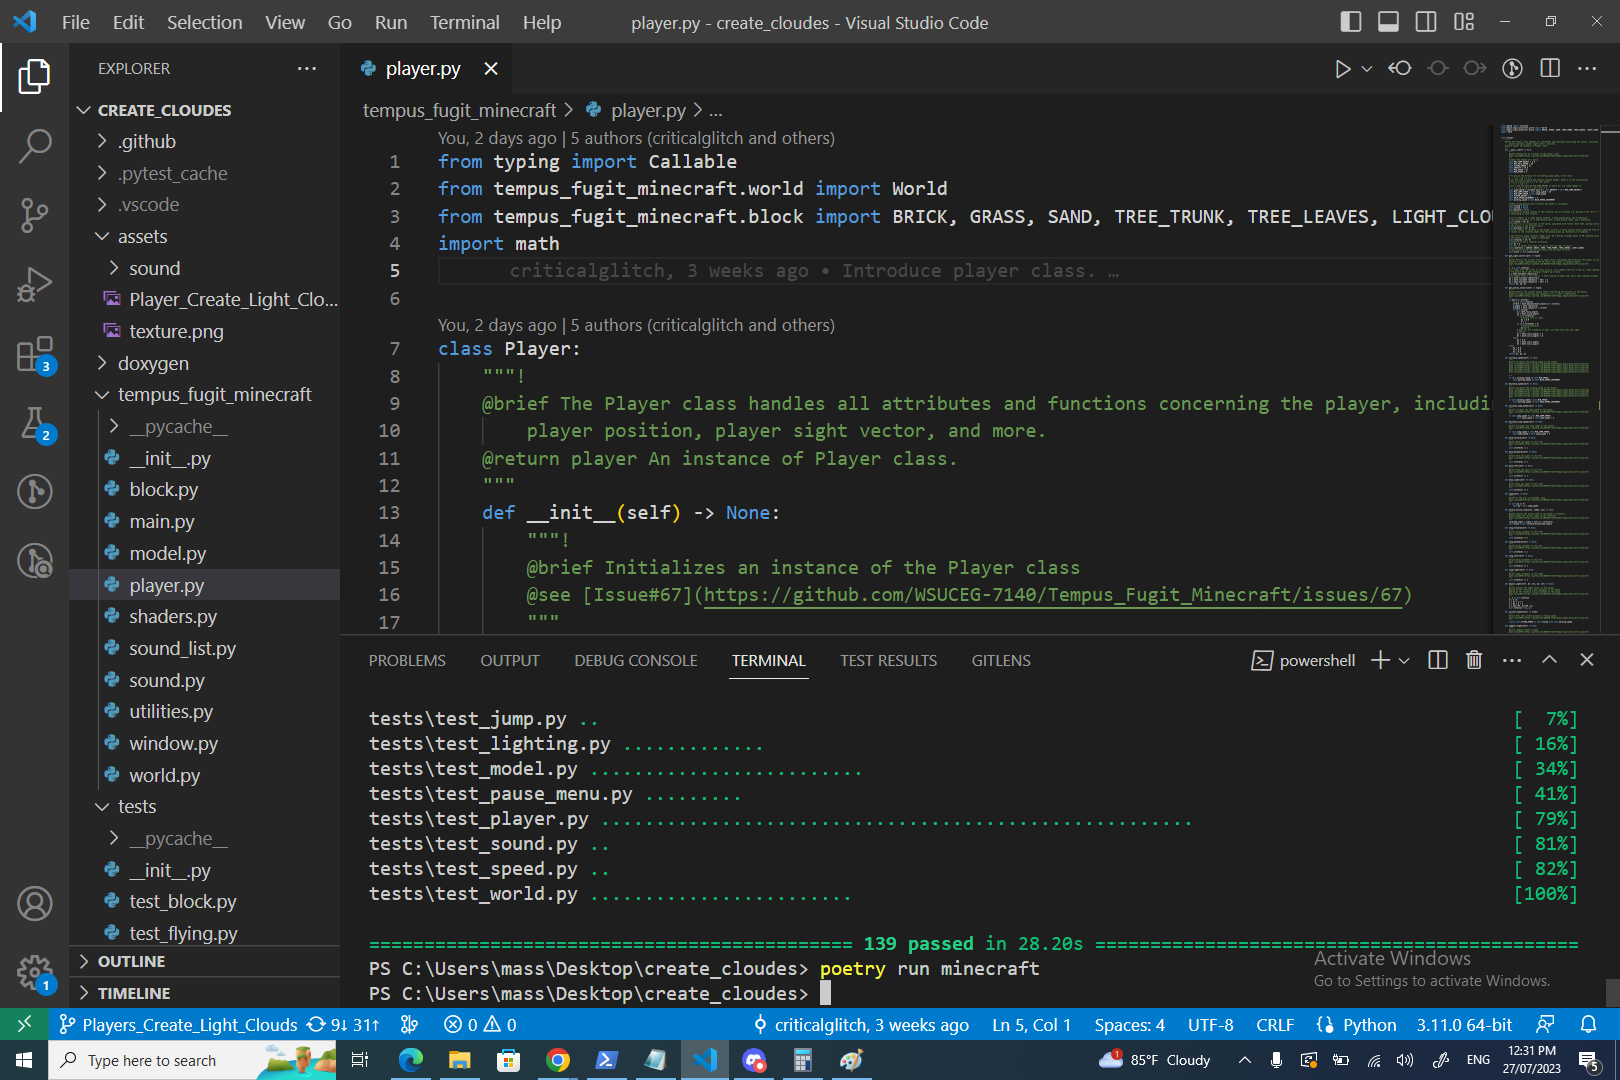 File Edit Selection View Go Run Terminal Help player.py - create_cloudes - Visual Studio Code
EXPLORER
CREATE_CLOUDES
.github
.pytest_cache
.vscode
assets
sound
Player_Create_Light_Clo...
texture.png
doxygen
tempus_fugit_minecraft
__pycache__
__init__.py
block.py
main.py
model.py
player.py
shaders.py
sound_list.py
sound.py
utilities.py
window.py
world.py
tests
__pycache__
__init__.py
test_block.py
test_flying.py
OUTLINE
TIMELINE
3
2
1
player.py
tempus_fugit_minecraft > player.py > ...
You, 2 days ago | 5 authors (criticalglitch and others)
1 from typing import Callable
2 from tempus_fugit_minecraft.world import World
3 from tempus_fugit_minecraft.block import BRICK, GRASS, SAND, TREE_TRUNK, TREE_LEAVES, LIGHT_CLOU
4 import math
5 criticalglitch, 3 weeks ago • Introduce player class. …
6
You, 2 days ago | 5 authors (criticalglitch and others)
7 class Player:
8 """!
9 @brief The Player class handles all attributes and functions concerning the player, includi
10 player position, player sight vector, and more.
11 @return player An instance of Player class.
12 """
13 def __init__(self) -> None:
14 """!
15 @brief Initializes an instance of the Player class
16 @see [Issue#67](https://github.com/WSUCEG-7140/Tempus_Fugit_Minecraft/issues/67)
17 """
PROBLEMS OUTPUT DEBUG CONSOLE TERMINAL TEST RESULTS GITLENS powershell
tests\test_jump.py .. [  7%]
tests\test_lighting.py ............. [ 16%]
tests\test_model.py ......................... [ 34%]
tests\test_pause_menu.py ......... [ 41%]
tests\test_player.py ...................................................... [ 79%]
tests\test_sound.py .. [ 81%]
tests\test_speed.py .. [ 82%]
tests\test_world.py ........................ [100%]
============================================ 139 passed in 28.20s ============================================
PS C:\Users\mass\Desktop\create_cloudes> poetry run minecraft
PS C:\Users\mass\Desktop\create_cloudes>
Activate Windows
Go to Settings to activate Windows.
Players_Create_Light_Clouds 9↓ 31↑ 0 0 criticalglitch, 3 weeks ago Ln 5, Col 1 Spaces: 4 UTF-8 CRLF Python 3.11.0 64-bit
Type here to search 1 85°F Cloudy ENG 12:31 PM
27/07/2023 5